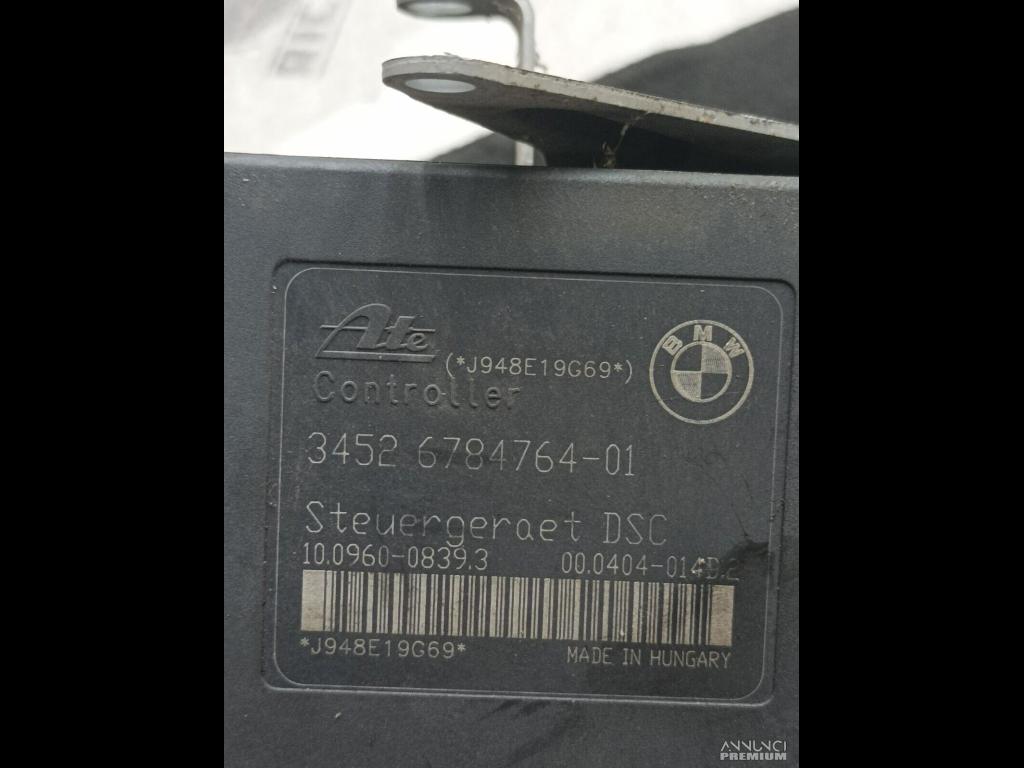 Ate
(*J948E19G69*)
BMW
Controller
3452 6784764-01
Steuergeraet DSC
10.0960-0839.3 00.0404-014*D.2
*J948E19G69*
MADE IN HUNGARY
ANNUNCI
PREMIUM